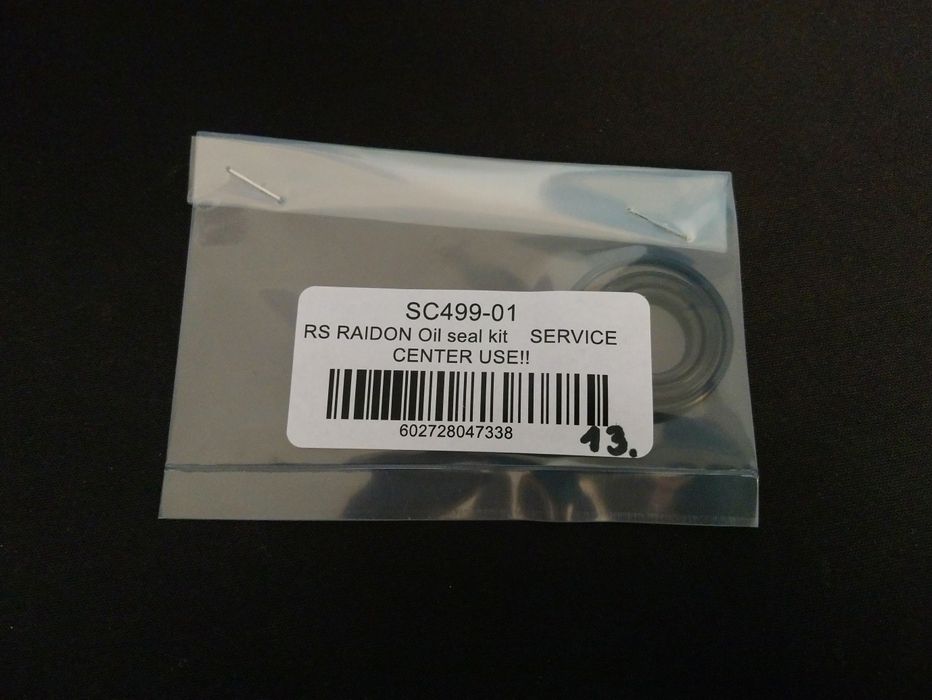 SC499-01
RS RAIDON Oil seal kit SERVICE
CENTER USE!!
602728047338
13.